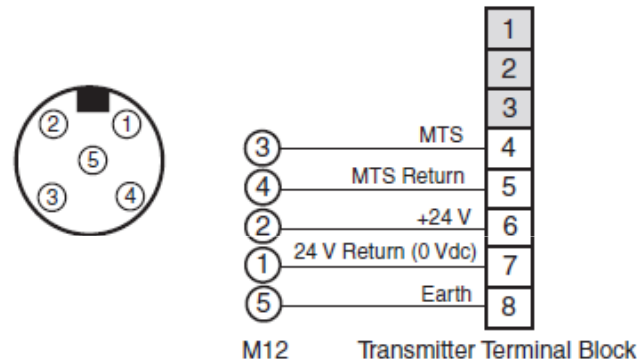 1
2
3
2 1
5
3 4
3 MTS 4
4 MTS Return 5
2 +24 V 6
1 24 V Return (0 Vdc) 7
5 Earth 8
M12 Transmitter Terminal Block